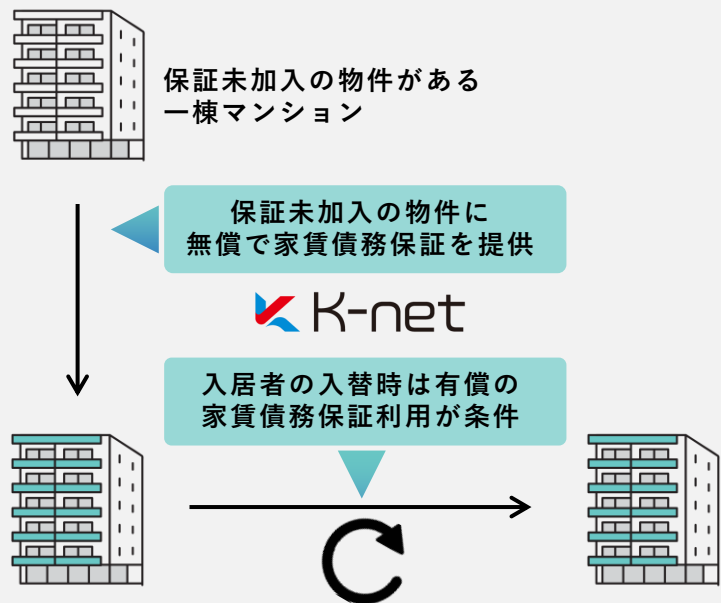 保証未加入の物件がある
一棟マンション
保証未加入の物件に
無償で家賃債務保証を提供
K-net
入居者の入替時は有償の
家賃債務保証利用が条件